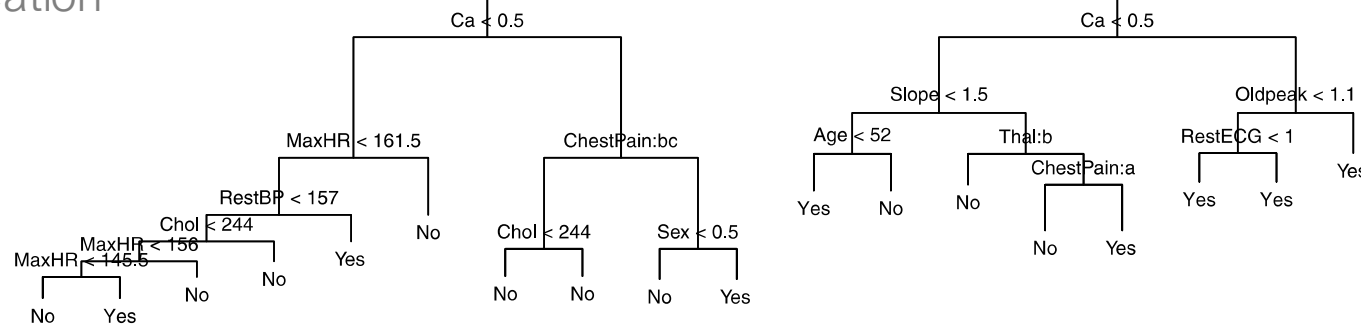 ation
Ca < 0.5
MaxHR < 161.5
ChestPain:bc
RestBP < 157
Chol < 244
MaxHR < 156
MaxHR < 145.5
No
Yes
No
No
Yes
No
Chol < 244
Sex < 0.5
No
No
No
Yes
Ca < 0.5
Slope < 1.5
Oldpeak < 1.1
Age < 52
Thal:b
RestECG < 1
ChestPain:a
Yes
No
No
No
Yes
Yes
Yes
Yes